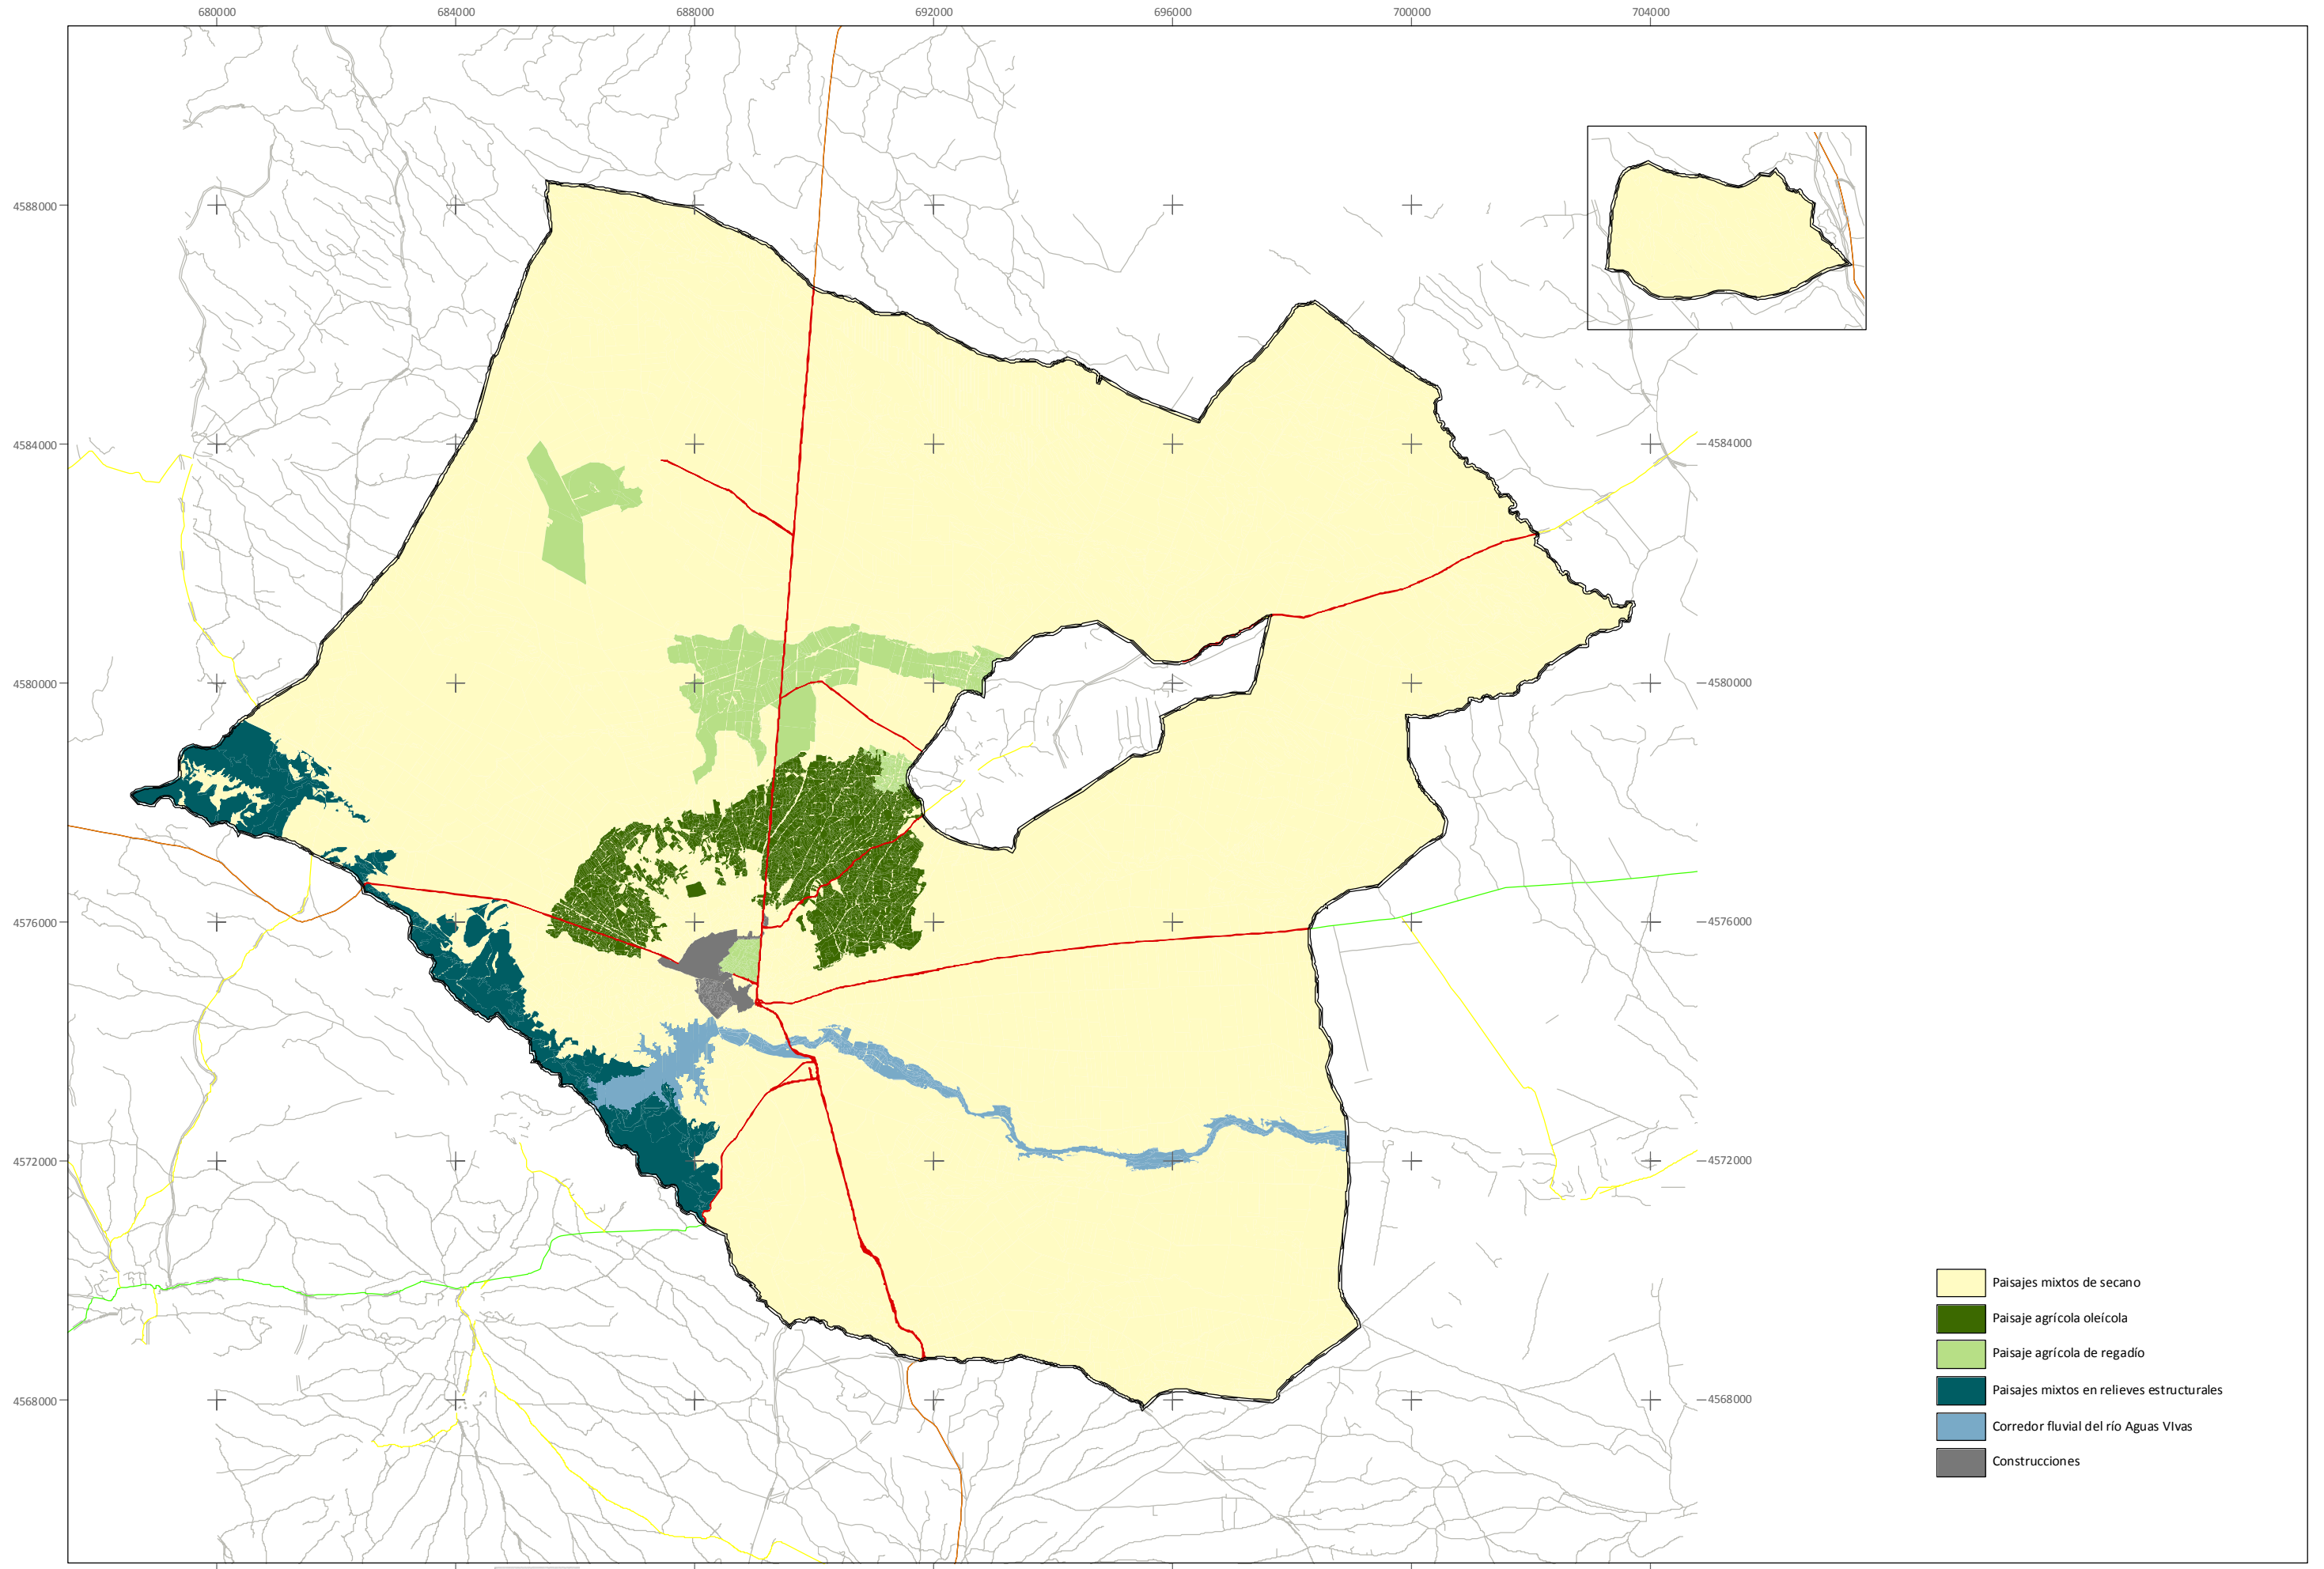 680000 684000 688000 692000 696000 700000 704000
4588000
4584000 4584000
4580000 4580000
4576000 4576000
4572000 4572000
4568000 4568000
Paisajes mixtos de secano
Paisaje agrícola oleícola
Paisaje agrícola de regadío
Paisajes mixtos en relieves estructurales
Corredor fluvial del río Aguas VIvas
Construcciones